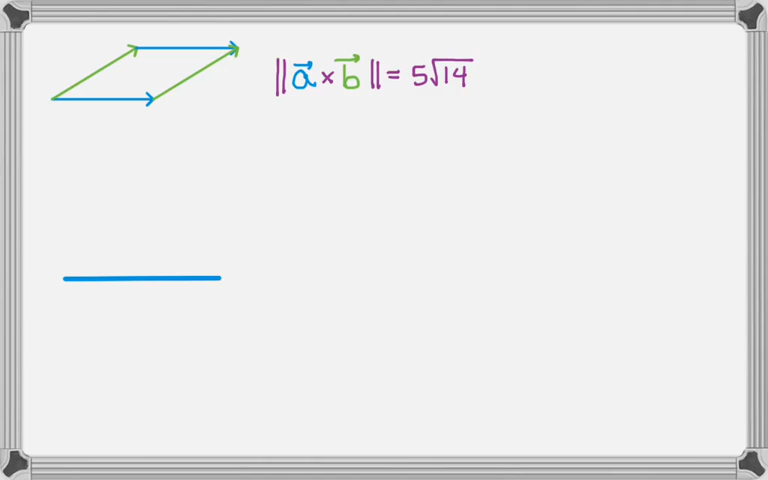 ‖a⃗ × b⃗‖ = 5√14